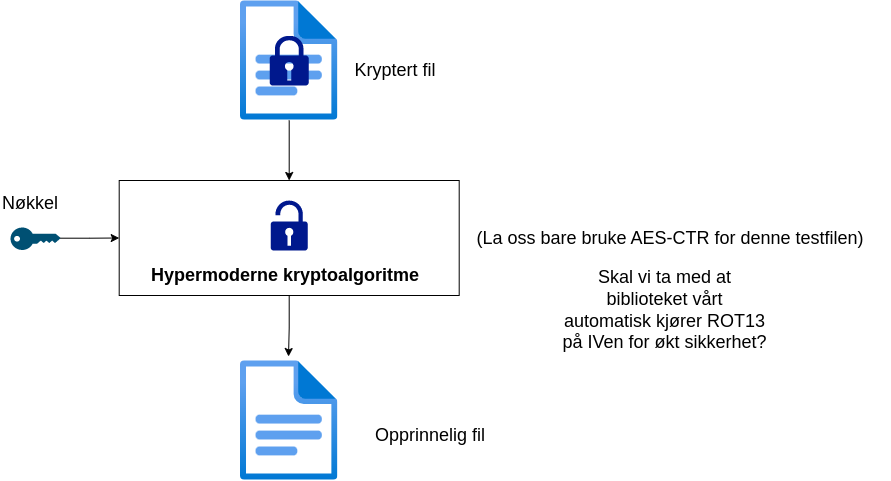 Kryptert fil
Nøkkel
(La oss bare bruke AES-CTR for denne testfilen)
Hypermoderne kryptoalgoritme
Skal vi ta med at
biblioteket vårt
automatisk kjører ROT13
på IVen for økt sikkerhet?
Opprinnelig fil